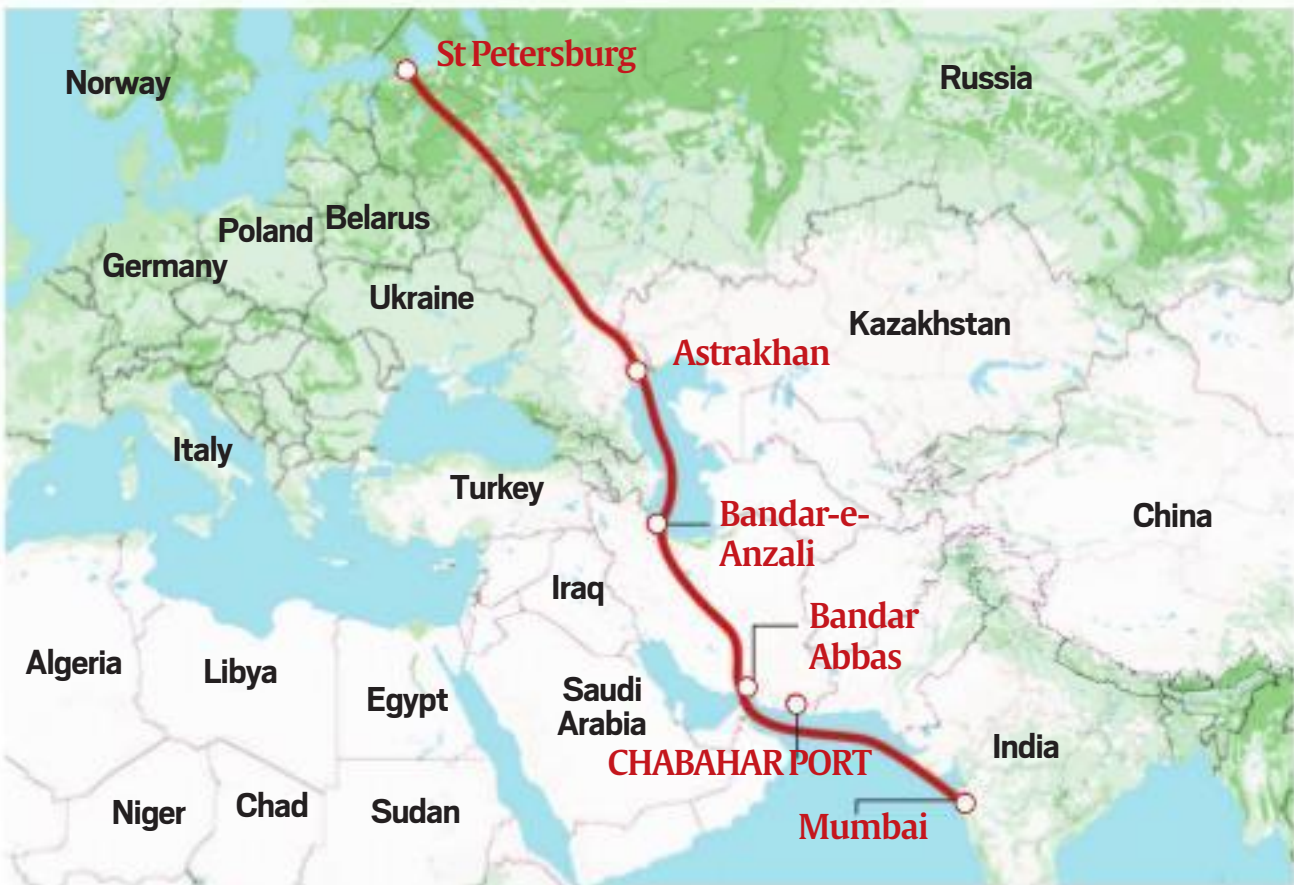 St Petersburg
Norway
Russia
Poland
Belarus
Germany
Ukraine
Kazakhstan
Astrakhan
Italy
Turkey
Bandar-e-
Anzali
China
Iraq
Bandar
Abbas
Algeria
Libya
Egypt
Saudi
Arabia
CHABAHAR PORT
India
Niger
Chad
Sudan
Mumbai